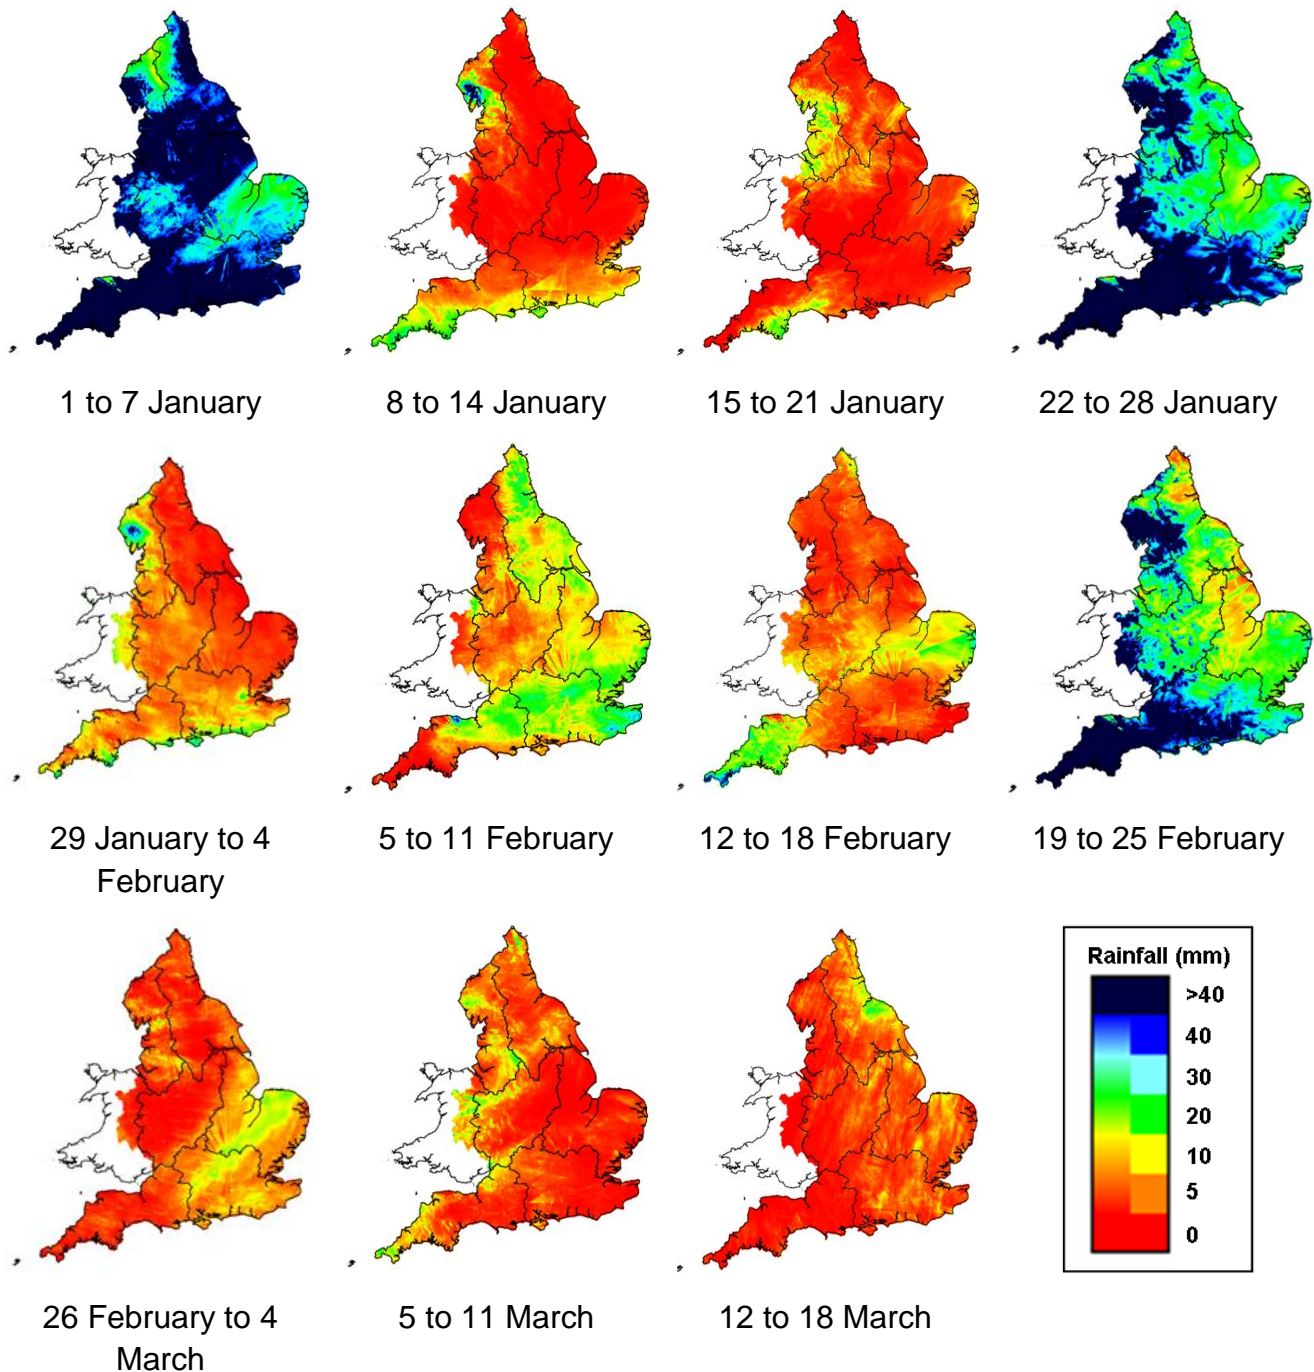 1 to 7 January
8 to 14 January
15 to 21 January
22 to 28 January
29 January to 4
February
5 to 11 February
12 to 18 February
19 to 25 February
26 February to 4
March
5 to 11 March
12 to 18 March
Rainfall (mm)
>40
40
30
20
10
5
0